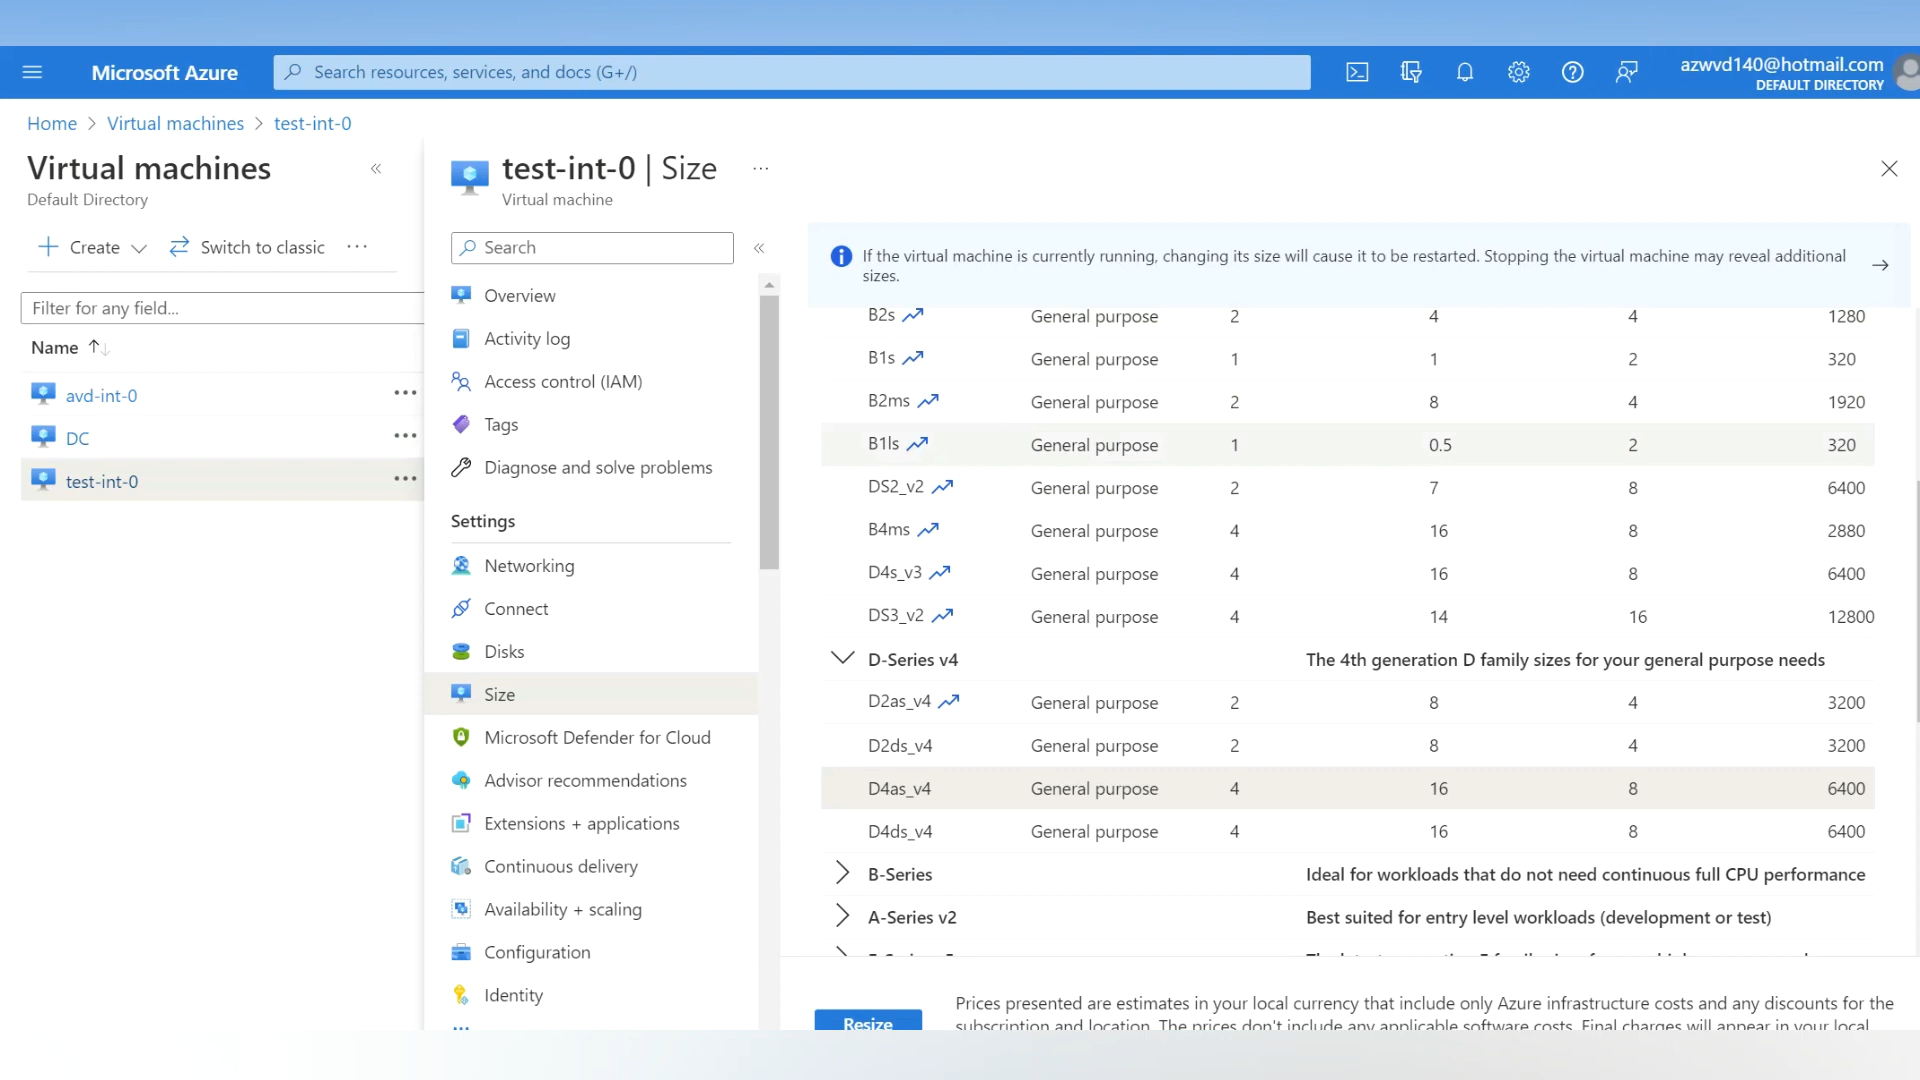 Microsoft Azure
Search resources, services, and docs (G+/)
azwvd140@hotmail.com
DEFAULT DIRECTORY
Home > Virtual machines > test-int-0
Virtual machines
Default Directory
Create
Switch to classic
Filter for any field...
Name
avd-int-0
DC
test-int-0
test-int-0 | Size
Virtual machine
Search
Overview
Activity log
Access control (IAM)
Tags
Diagnose and solve problems
Settings
Networking
Connect
Disks
Size
Microsoft Defender for Cloud
Advisor recommendations
Extensions + applications
Continuous delivery
Availability + scaling
Configuration
Identity
If the virtual machine is currently running, changing its size will cause it to be restarted. Stopping the virtual machine may reveal additional
sizes.
B2s General purpose 2 4 4 1280
B1s General purpose 1 1 2 320
B2ms General purpose 2 8 4 1920
B1ls General purpose 1 0.5 2 320
DS2_v2 General purpose 2 7 8 6400
B4ms General purpose 4 16 8 2880
D4s_v3 General purpose 4 16 8 6400
DS3_v2 General purpose 4 14 16 12800
D-Series v4 The 4th generation D family sizes for your general purpose needs
D2as_v4 General purpose 2 8 4 3200
D2ds_v4 General purpose 2 8 4 3200
D4as_v4 General purpose 4 16 8 6400
D4ds_v4 General purpose 4 16 8 6400
B-Series Ideal for workloads that do not need continuous full CPU performance
A-Series v2 Best suited for entry level workloads (development or test)
Resize
Prices presented are estimates in your local currency that include only Azure infrastructure costs and any discounts for the
subscription and location. The prices don't include any applicable software costs. Final charges will appear in your local